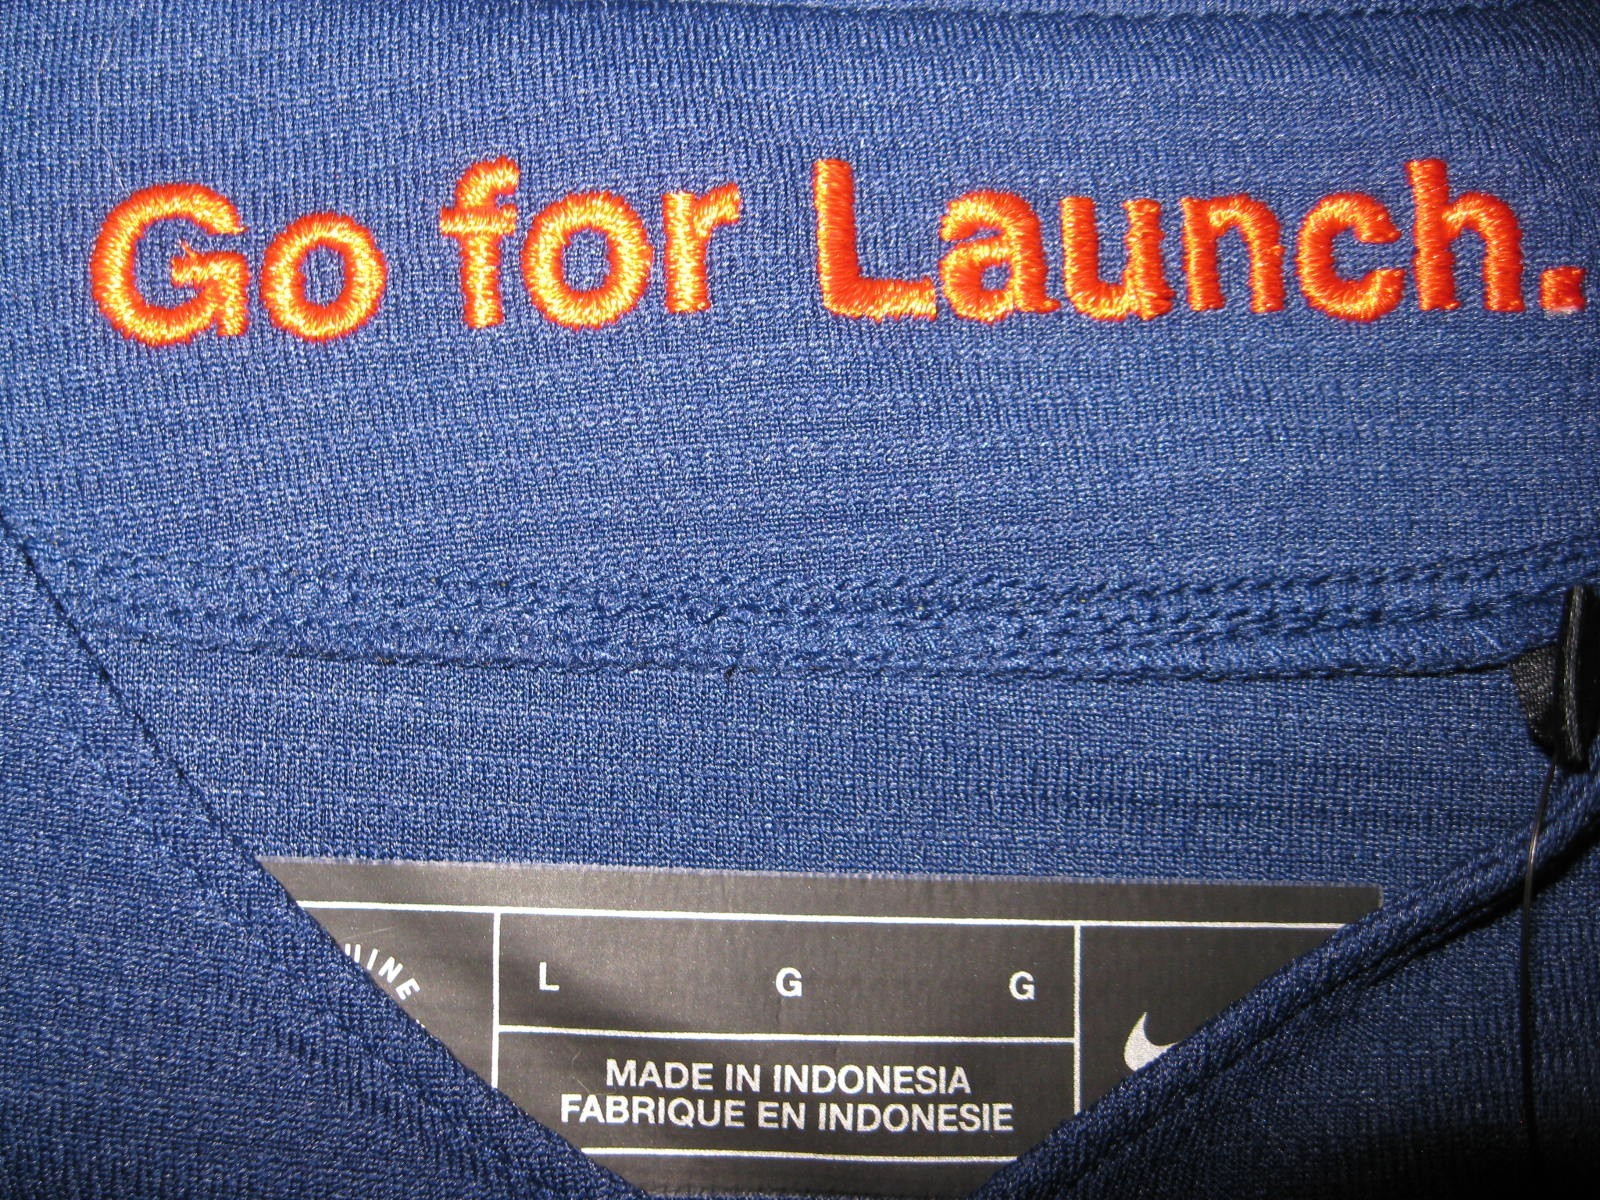 Go for Launch.
L G G
MADE IN INDONESIA
FABRIQUE EN INDONESIE